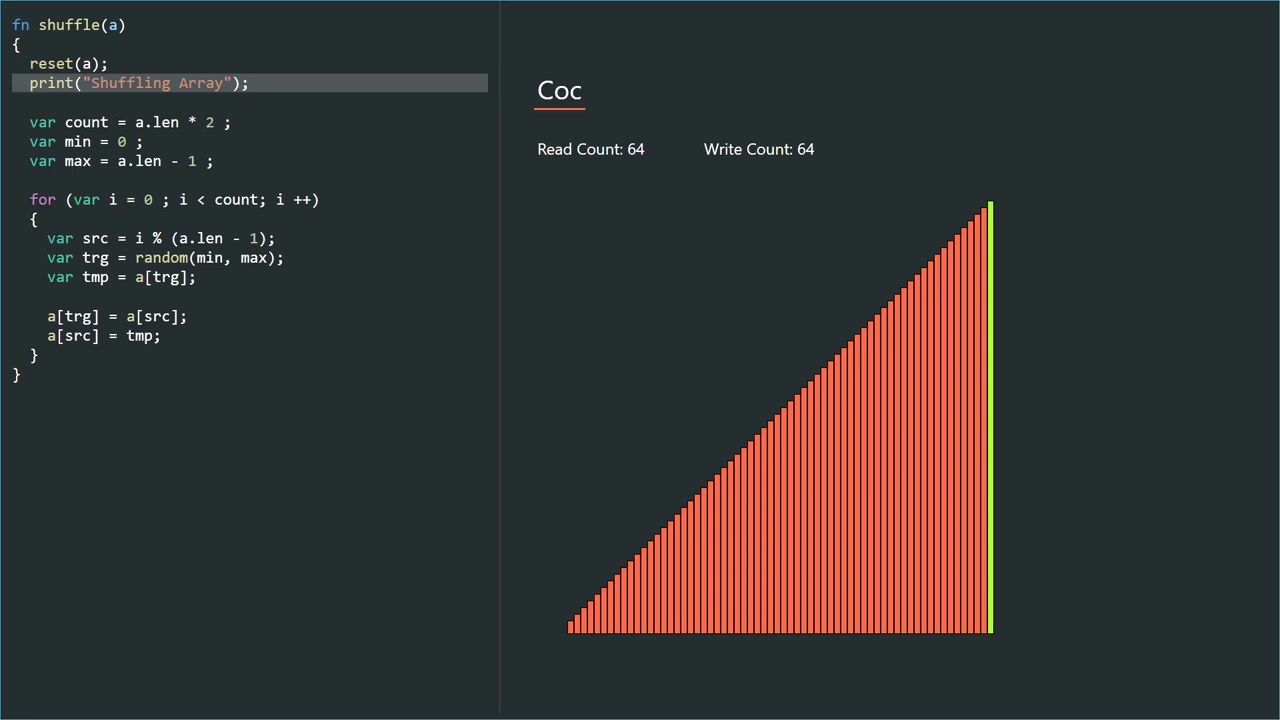 fn shuffle(a)
{
  reset(a);
  print("Shuffling Array");

  var count = a.len * 2 ;
  var min = 0 ;
  var max = a.len - 1 ;

  for (var i = 0 ; i < count; i ++)
  {
    var src = i % (a.len - 1);
    var trg = random(min, max);
    var tmp = a[trg];

    a[trg] = a[src];
    a[src] = tmp;
  }
}
Coc
Read Count: 64
Write Count: 64